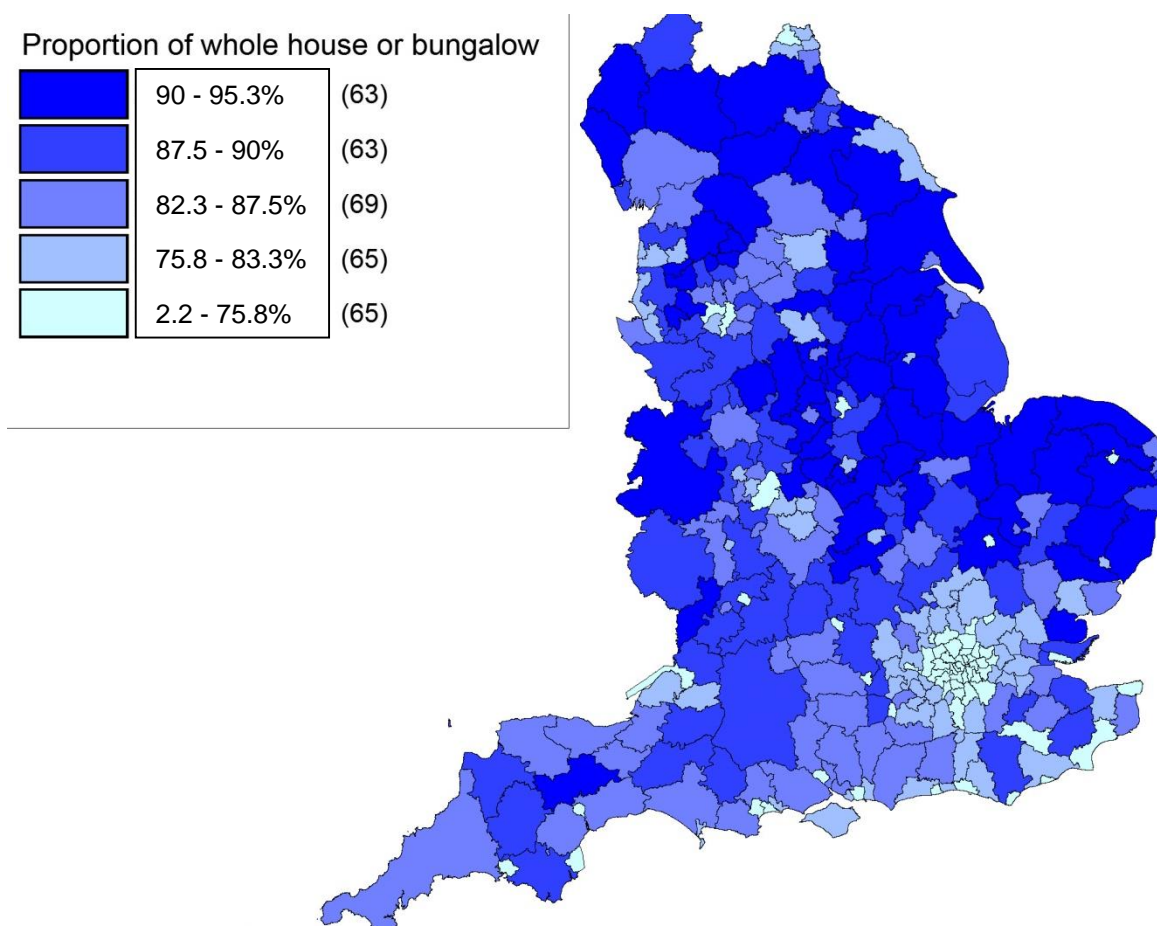 Proportion of whole house or bungalow
90 - 95.3% (63)
87.5 - 90% (63)
82.3 - 87.5% (69)
75.8 - 83.3% (65)
2.2 - 75.8% (65)